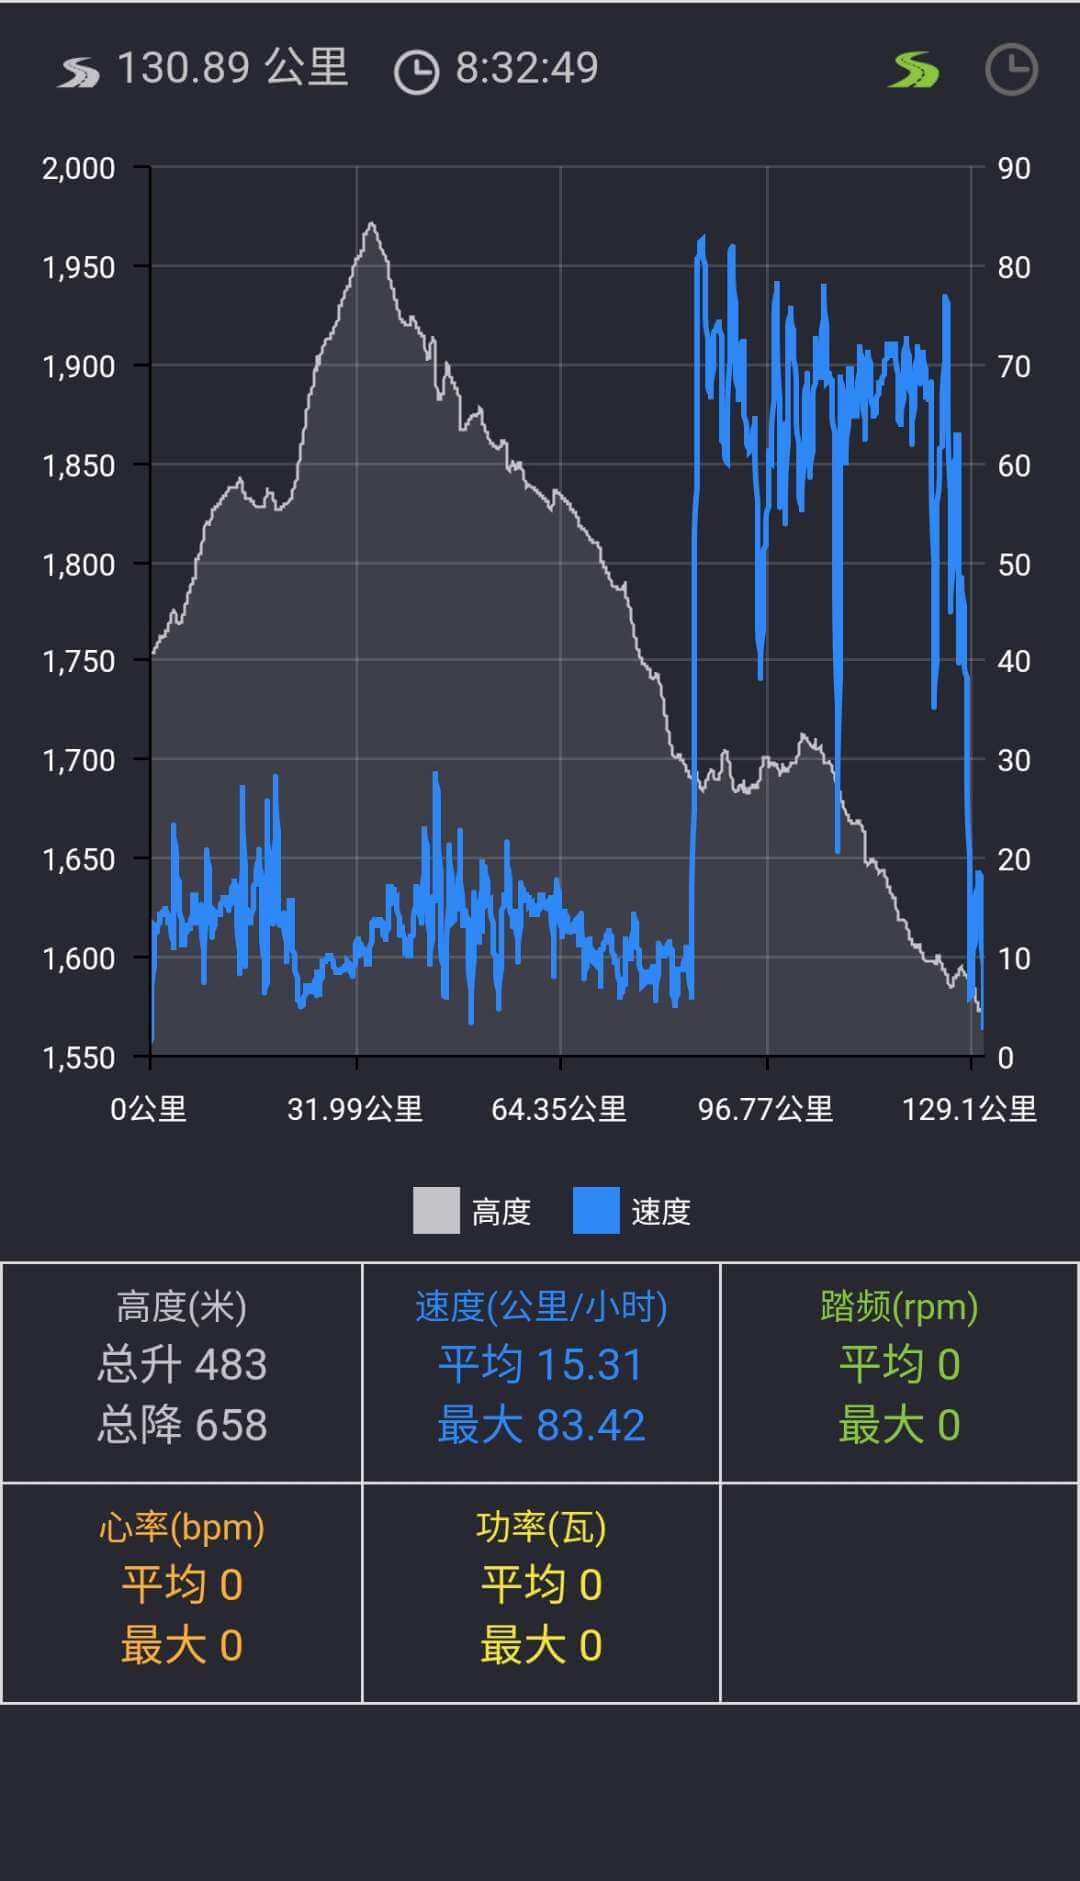 130.89 公里 8:32:49
2,000 90
1,950 80
1,900 70
1,850 60
1,800 50
1,750 40
1,700 30
1,650 20
1,600 10
1,550 0
0公里 31.99公里 64.35公里 96.77公里 129.1公里
高度 速度
高度(米) 速度(公里/小时) 踏频(rpm)
总升 483 平均 15.31 平均 0
总降 658 最大 83.42 最大 0
心率(bpm) 功率(瓦)
平均 0 平均 0
最大 0 最大 0